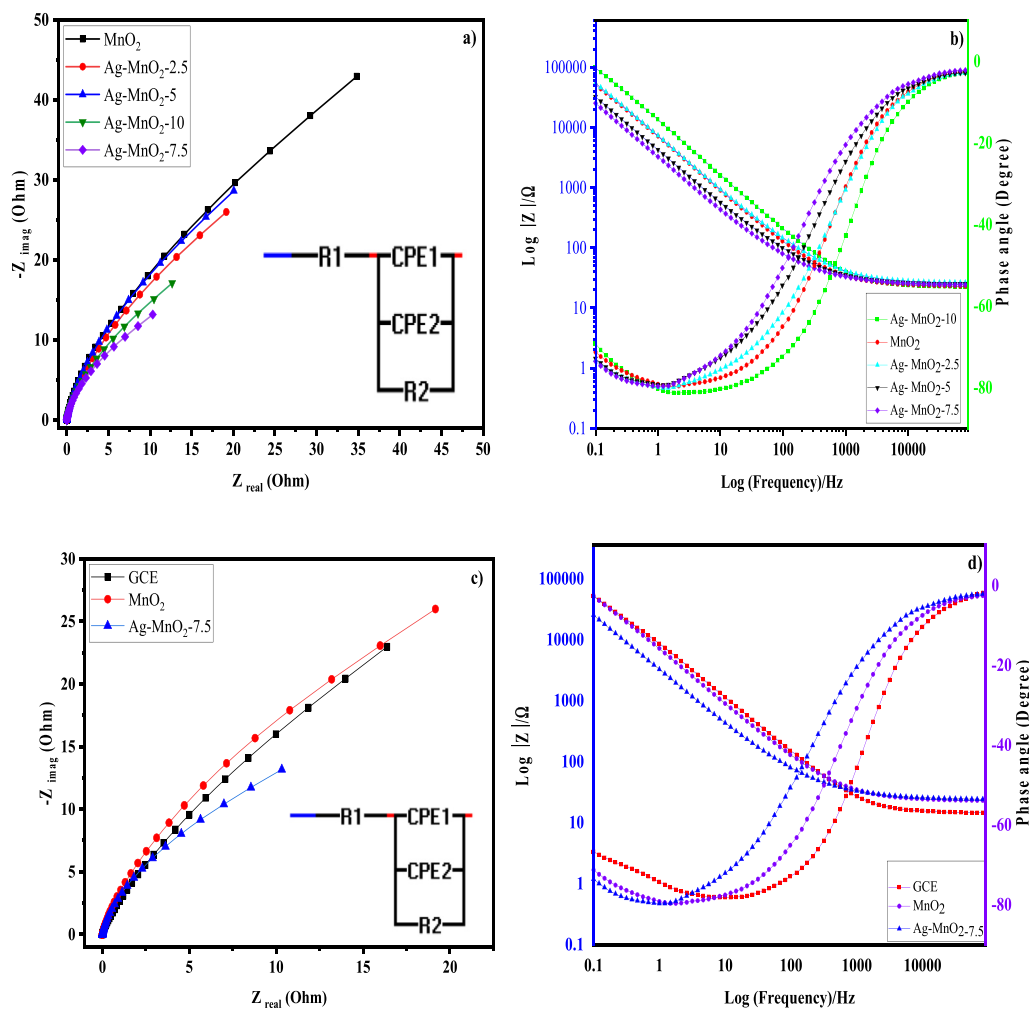 a)
MnO2
Ag-MnO2-2.5
Ag-MnO2-5
Ag-MnO2-10
Ag-MnO2-7.5
50
40
30
20
10
0
-Z imag (Ohm)
R1
CPE1
CPE2
R2
0 5 10 15 20 25 30 35 40 45 50
Z real (Ohm)
b)
100000
10000
1000
100
10
1
0.1
Log |Z|/Ω
0
-20
-40
-60
-80
Phase angle (Degree)
Ag- MnO2-10
MnO2
Ag- MnO2-2.5
Ag- MnO2-5
Ag- MnO2-7.5
0.1 1 10 100 1000 10000
Log (Frequency)/Hz
c)
GCE
MnO2
Ag-MnO2-7.5
30
25
20
15
10
5
0
-Z imag (Ohm)
R1
CPE1
CPE2
R2
0 5 10 15 20
Z real (Ohm)
d)
100000
10000
1000
100
10
1
0.1
Log |Z|/Ω
0
-20
-40
-60
-80
Phase angle (Degree)
GCE
MnO2
Ag-MnO2-7.5
0.1 1 10 100 1000 10000
Log (Frequency)/Hz